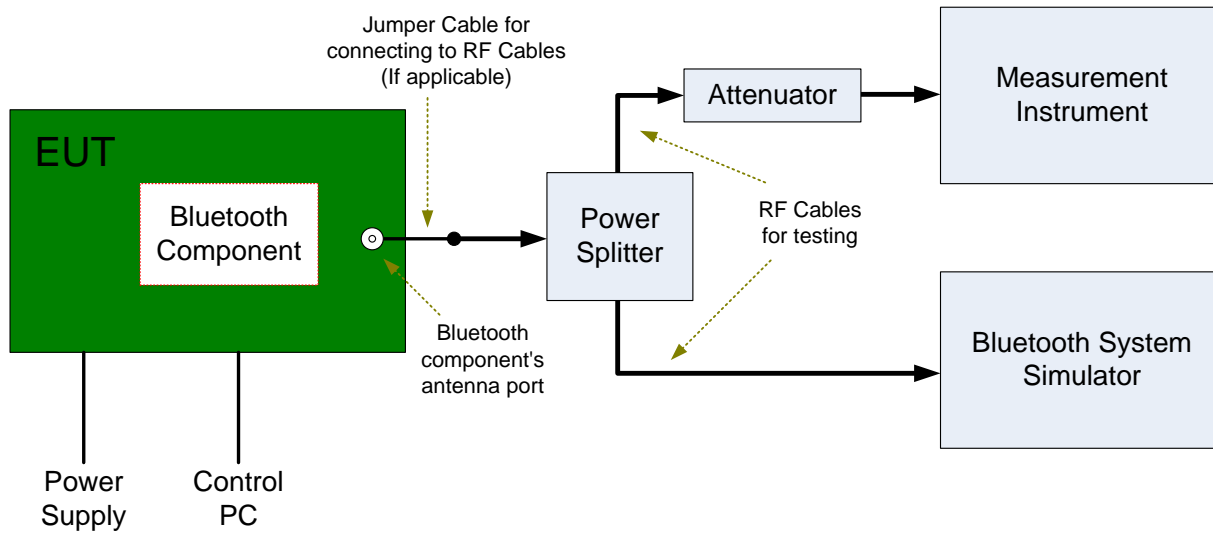 Jumper Cable for
connecting to RF Cables
(If applicable)
EUT
Bluetooth
Component
Bluetooth
component's
antenna port
Power
Supply
Control
PC
Power
Splitter
Attenuator
RF Cables
for testing
Measurement
Instrument
Bluetooth System
Simulator